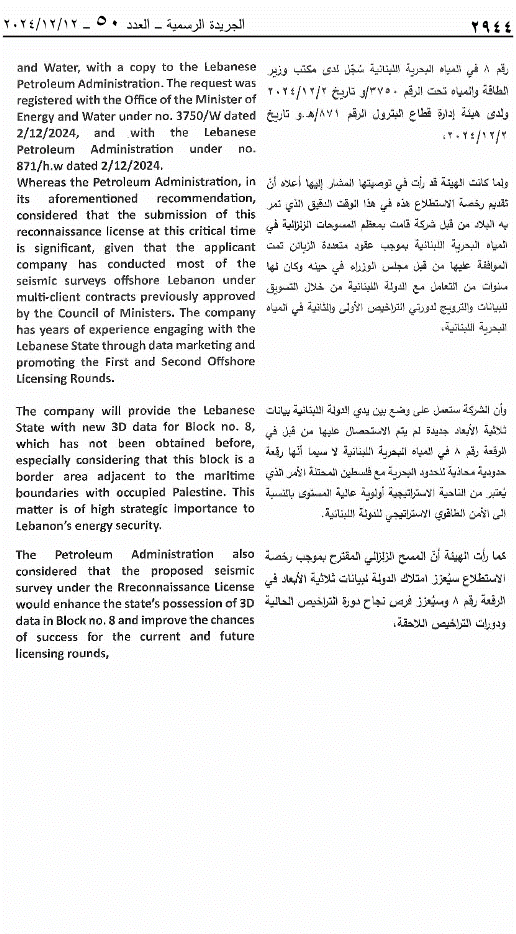 ٢٩٤٤
الجريدة الرسمية – العدد ٥٠ – ٢٠٢٤/١٢/١٢
and Water, with a copy to the Lebanese
Petroleum Administration. The request was
registered with the Office of the Minister of
Energy and Water under no. 3750/W dated
2/12/2024, and with the Lebanese
Petroleum Administration under no.
871/h.w dated 2/12/2024.
Whereas the Petroleum Administration, in
its aforementioned recommendation,
considered that the submission of this
reconnaissance license at this critical time
is significant, given that the applicant
company has conducted most of the
seismic surveys offshore Lebanon under
multi-client contracts previously approved
by the Council of Ministers. The company
has years of experience engaging with the
Lebanese State through data marketing and
promoting the First and Second Offshore
Licensing Rounds.
The company will provide the Lebanese
State with new 3D data for Block no. 8,
which has not been obtained before,
especially considering that this block is a
border area adjacent to the maritime
boundaries with occupied Palestine. This
matter is of high strategic importance to
Lebanon's energy security.
The Petroleum Administration also
considered that the proposed seismic
survey under the Rreconnaissance License
would enhance the state's possession of 3D
data in Block no. 8 and improve the chances
of success for the current and future
licensing rounds,
رقم ٨ في المياه البحرية اللبنانية سُجّل لدى مكتب وزير
الطاقة والمياه تحت الرقم ٣٧٥٠/و تاريخ ٢٠٢٤/١٢/٢
ولدى هيئة إدارة قطاع البترول الرقم ٨٧١/هـ.و تاريخ
٢٠٢٤/١٢/٢،
ولما كانت الهيئة قد رأت في توصيتها المشار إليها أعلاه أنّ
تقديم رخصة الاستطلاع هذه في هذا الوقت الدقيق الذي تمر
به البلاد من قبل شركة قامت بمعظم المسوحات الزلزالية في
المياه البحرية اللبنانية بموجب عقود متعددة الزبائن تمت
الموافقة عليها من قبل مجلس الوزراء في حينه وكان لها
سنوات من التعامل مع الدولة اللبنانية من خلال التسويق
للبيانات والترويج لدورتي التراخيص الأولى والثانية في المياه
البحرية اللبنانية،
وأن الشركة ستعمل على وضع بين يدي الدولة اللبنانية بيانات
ثلاثية الأبعاد جديدة لم يتم الاستحصال عليها من قبل في
الرقعة رقم ٨ في المياه البحرية اللبنانية لا سيما أنّها رقعة
حدودية محاذية للحدود البحرية مع فلسطين المحتلة الأمر الذي
يُعتبر من الناحية الاستراتيجية أولوية عالية المستوى بالنسبة
إلى الأمن الطاقوي الاستراتيجي للدولة اللبنانية.
كما رأت الهيئة أنّ المسح الزلزالي المقترح بموجب رخصة
الاستطلاع سيُعزز امتلاك الدولة لبيانات ثلاثية الأبعاد في
الرقعة رقم ٨ وسيُعزز فرص نجاح دورة التراخيص الحالية
ودورات التراخيص اللاحقة،